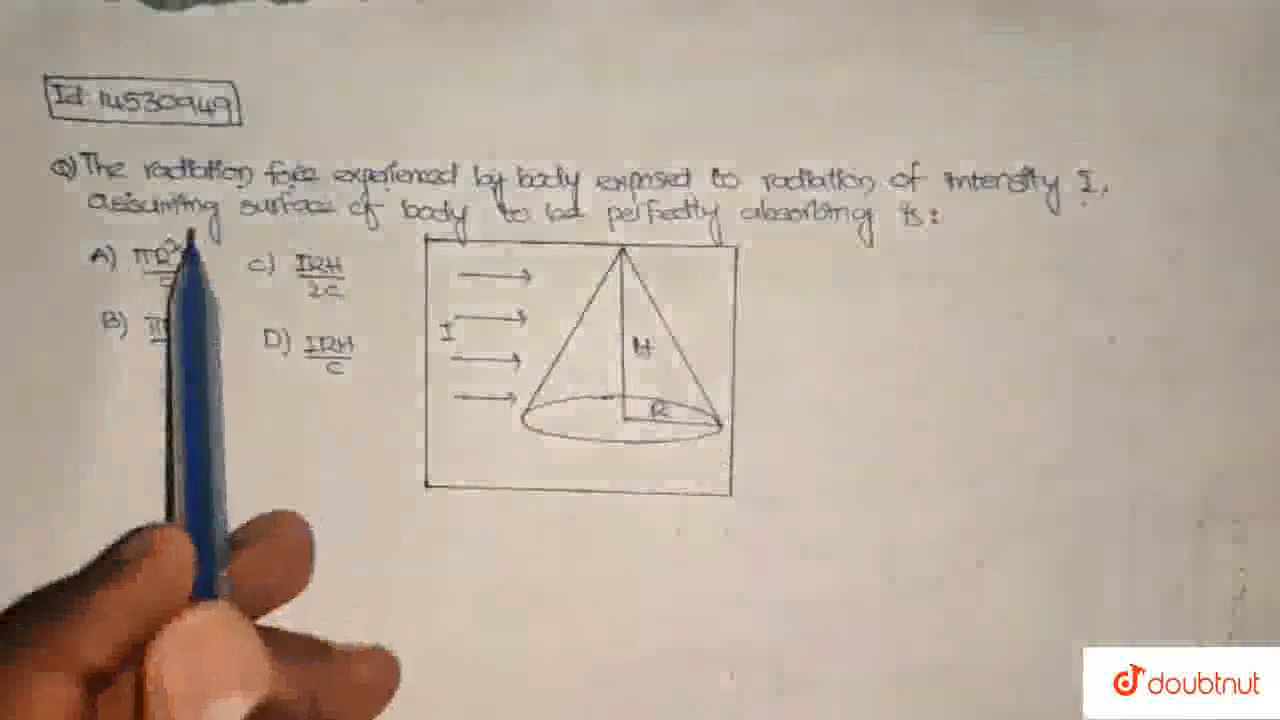 Id 14530949
Q) The radiation force experienced by body exposed to radiation of intensity I,
assuming surface of body to be perfectly absorbing is:
A) C) IRH
2C
B) D) IRH
C
I
H
R
doubtnut